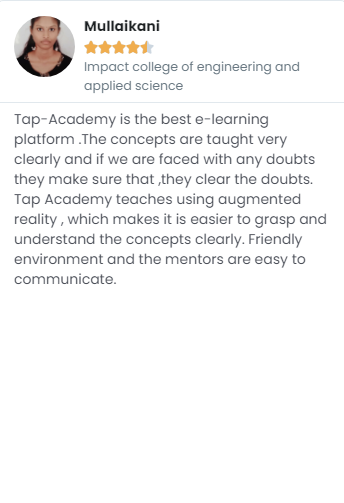 Mullaikani
Impact college of engineering and
applied science
Tap-Academy is the best e-learning
platform .The concepts are taught very
clearly and if we are faced with any doubts
they make sure that ,they clear the doubts.
Tap Academy teaches using augmented
reality , which makes it is easier to grasp and
understand the concepts clearly. Friendly
environment and the mentors are easy to
communicate.